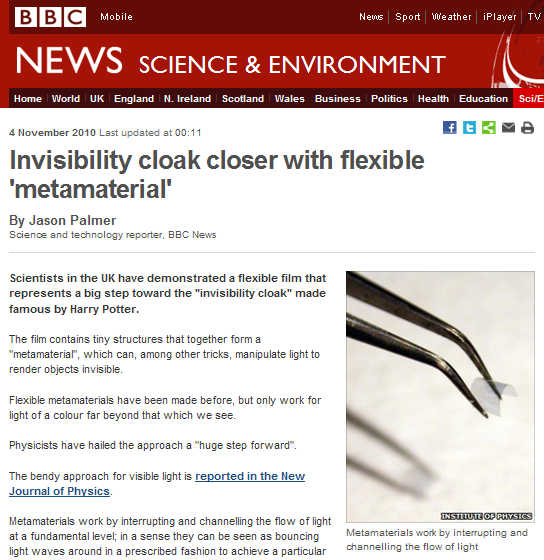 BBC Mobile News Sport Weather iPlayer TV
NEWS SCIENCE & ENVIRONMENT
Home World UK England N. Ireland Scotland Wales Business Politics Health Education Sci/E
4 November 2010 Last updated at 00:11
Invisibility cloak closer with flexible
'metamaterial'
By Jason Palmer
Science and technology reporter, BBC News
Scientists in the UK have demonstrated a flexible film that
represents a big step toward the "invisibility cloak" made
famous by Harry Potter.
The film contains tiny structures that together form a
"metamaterial", which can, among other tricks, manipulate light to
render objects invisible.
Flexible metamaterials have been made before, but only work for
light of a colour far beyond that which we see.
Physicists have hailed the approach a "huge step forward".
The bendy approach for visible light is reported in the New
Journal of Physics.
Metamaterials work by interrupting and channelling the flow of light
at a fundamental level; in a sense they can be seen as bouncing
light waves around in a prescribed fashion to achieve a particular
INSTITUTE OF PHYSICS
Metamaterials work by interrupting and
channelling the flow of light